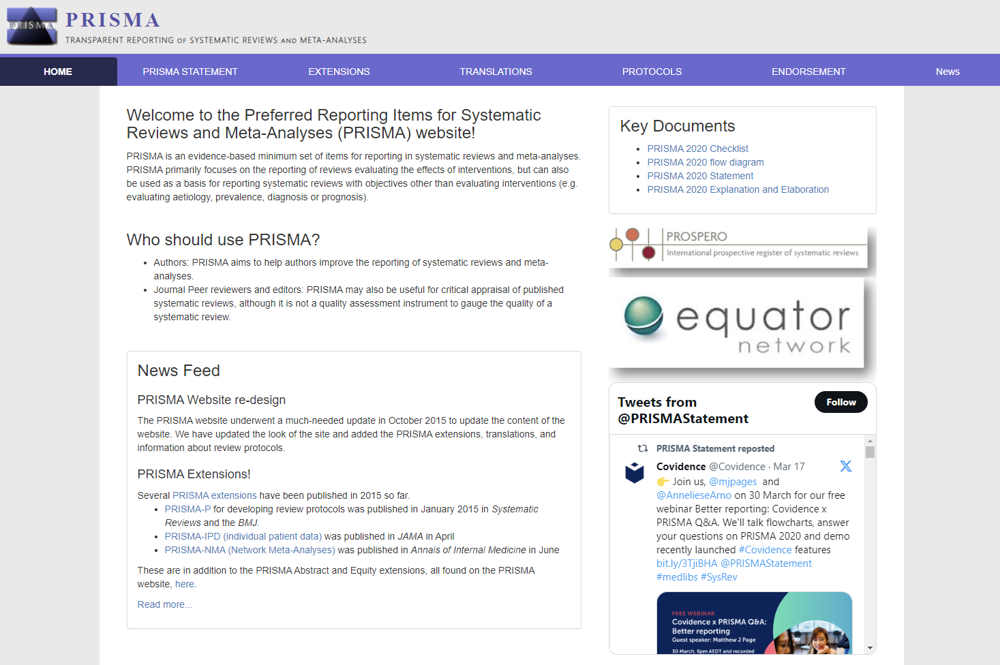 PRISMA
PRISMA
TRANSPARENT REPORTING OF SYSTEMATIC REVIEWS AND META-ANALYSES
HOME
PRISMA STATEMENT
EXTENSIONS
TRANSLATIONS
PROTOCOLS
ENDORSEMENT
News
Welcome to the Preferred Reporting Items for Systematic
Reviews and Meta-Analyses (PRISMA) website!
PRISMA is an evidence-based minimum set of items for reporting in systematic reviews and meta-analyses.
PRISMA primarily focuses on the reporting of reviews evaluating the effects of interventions, but can also
be used as a basis for reporting systematic reviews with objectives other than evaluating interventions (e.g.
evaluating aetiology, prevalence, diagnosis or prognosis).
Who should use PRISMA?
• Authors: PRISMA aims to help authors improve the reporting of systematic reviews and meta-
analyses.
• Journal Peer reviewers and editors: PRISMA may also be useful for critical appraisal of published
systematic reviews, although it is not a quality assessment instrument to gauge the quality of a
systematic review.
News Feed
PRISMA Website re-design
The PRISMA website underwent a much-needed update in October 2015 to update the content of the
website. We have updated the look of the site and added the PRISMA extensions, translations, and
information about review protocols.
PRISMA Extensions!
Several PRISMA extensions have been published in 2015 so far.
• PRISMA-P for developing review protocols was published in January 2015 in Systematic
Reviews and the BMJ.
• PRISMA-IPD (individual patient data) was published in JAMA in April
• PRISMA-NMA (Network Meta-Analyses) was published in Annals of Internal Medicine in June
These are in addition to the PRISMA Abstract and Equity extensions, all found on the PRISMA
website, here.
Read more...
Key Documents
• PRISMA 2020 Checklist
• PRISMA 2020 flow diagram
• PRISMA 2020 Statement
• PRISMA 2020 Explanation and Elaboration
PROSPERO
International prospective register of systematic reviews
equator
network
Tweets from
@PRISMAStatement
Follow
PRISMA Statement reposted
Covidence @Covidence · Mar 17
👉 Join us, @mjpages and
@AnnelieseArno on 30 March for our free
webinar Better reporting: Covidence x
PRISMA Q&A. We'll talk flowcharts, answer
your questions on PRISMA 2020 and demo
recently launched #Covidence features
bit.ly/3TjiBHA @PRISMAStatement
#medlibs #SysRev
FREE WEBINAR
Covidence x PRISMA Q&A:
Better reporting
Guest speaker: Matthew J Page
30 March, 6pm AEDT and recorded